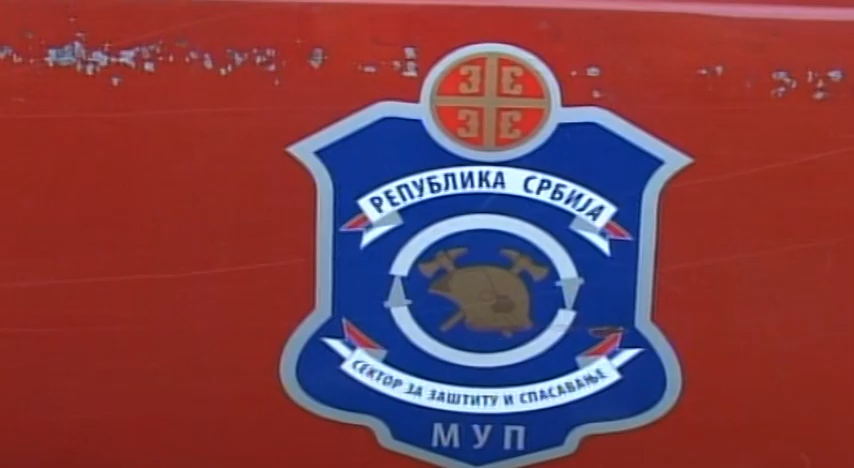 РЕПУБЛИКА СРБИЈА
СЕКТОР ЗА ЗАШТИТУ И СПАСАВАЊЕ
МУП